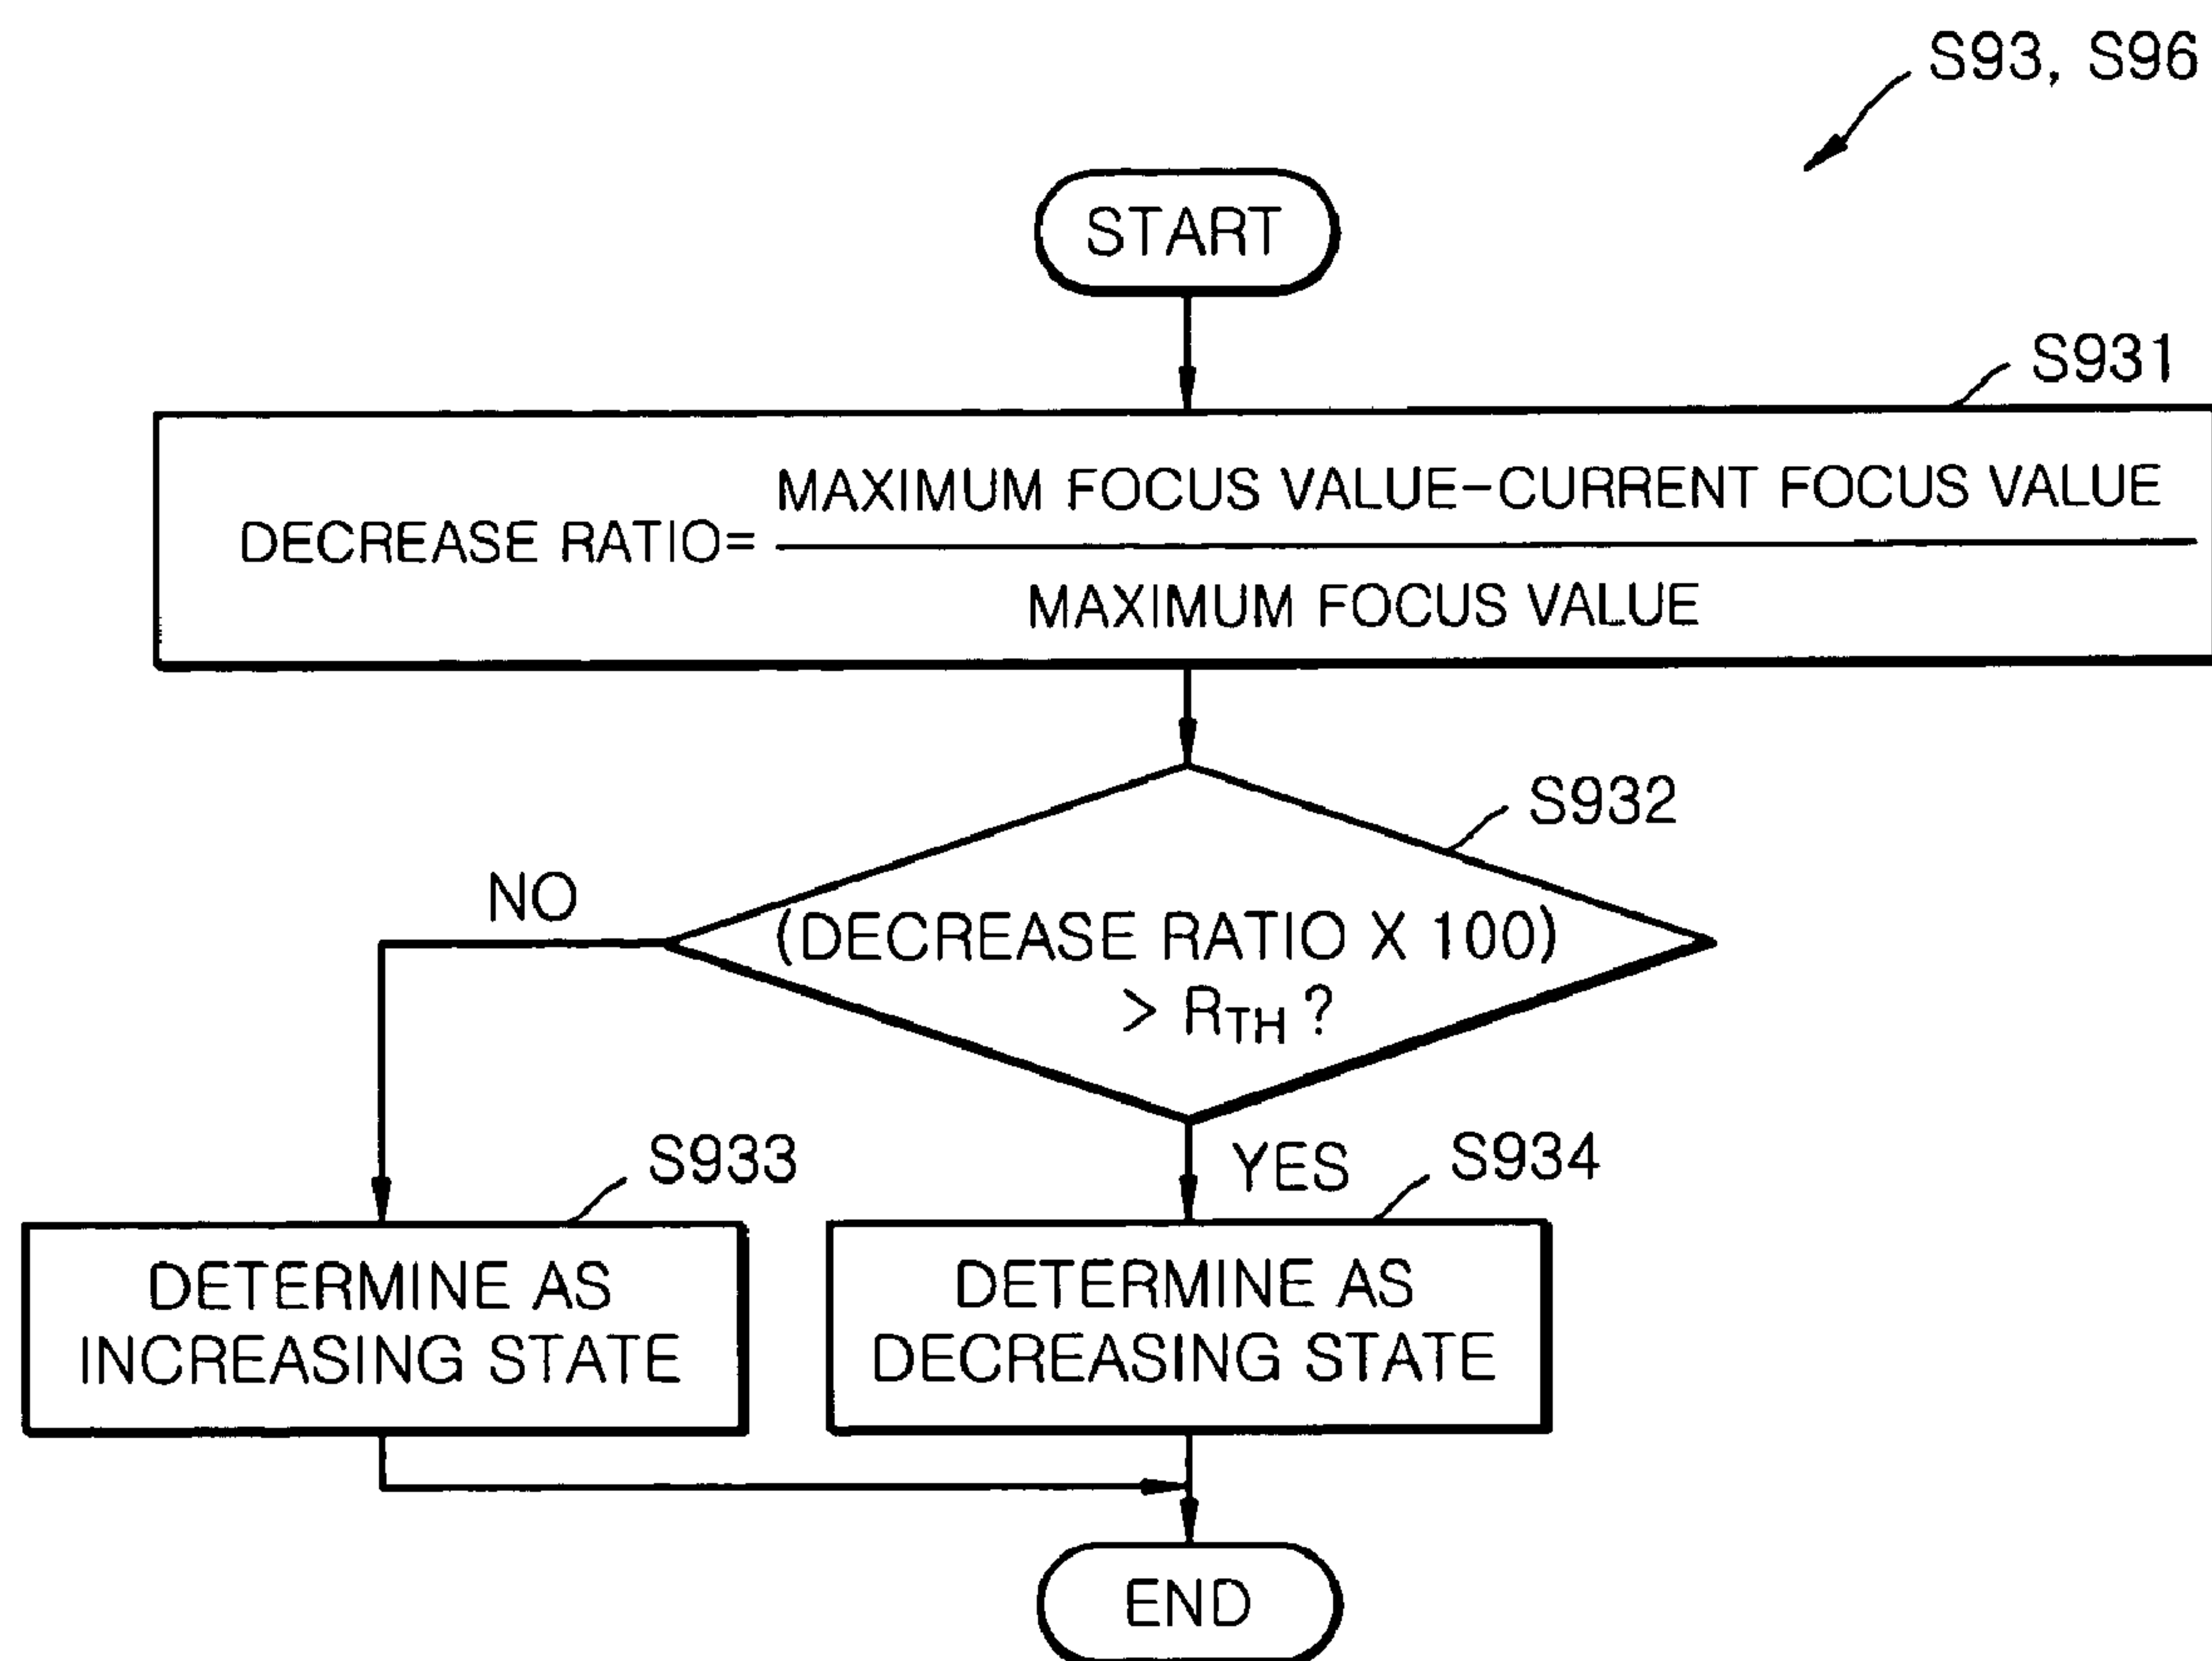 S93, S96
START
S931
MAXIMUM FOCUS VALUE-CURRENT FOCUS VALUE
DECREASE RATIO=
MAXIMUM FOCUS VALUE
S932
NO
(DECREASE RATIO X 100)
> RTH ?
S933
YES
S934
DETERMINE AS
INCREASING STATE
DETERMINE AS
DECREASING STATE
END